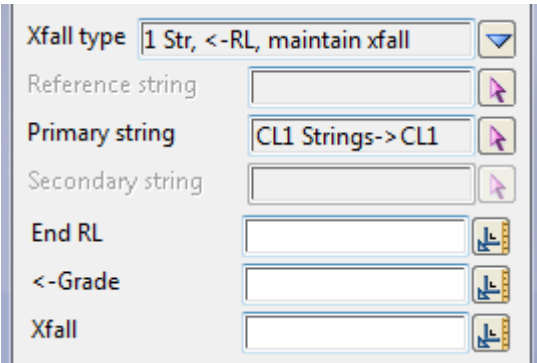 Xfall type 1 Str, <-RL, maintain xfall
Reference string
Primary string CL1 Strings->CL1
Secondary string
End RL
<-Grade
Xfall